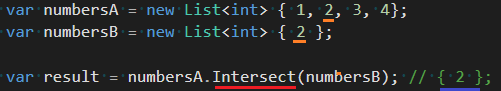 var numbersA = new List<int> { 1, 2, 3, 4};
var numbersB = new List<int> { 2 };
var result = numbersA.Intersect(numbersB); // { 2 };